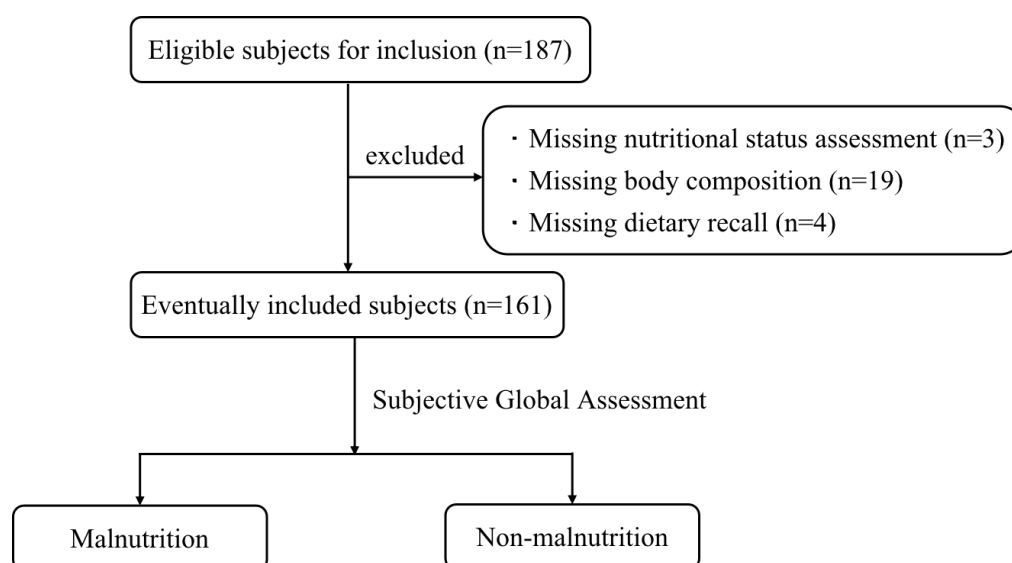 Eligible subjects for inclusion (n=187)
excluded
· Missing nutritional status assessment (n=3)
· Missing body composition (n=19)
· Missing dietary recall (n=4)
Eventually included subjects (n=161)
Subjective Global Assessment
Malnutrition
Non-malnutrition